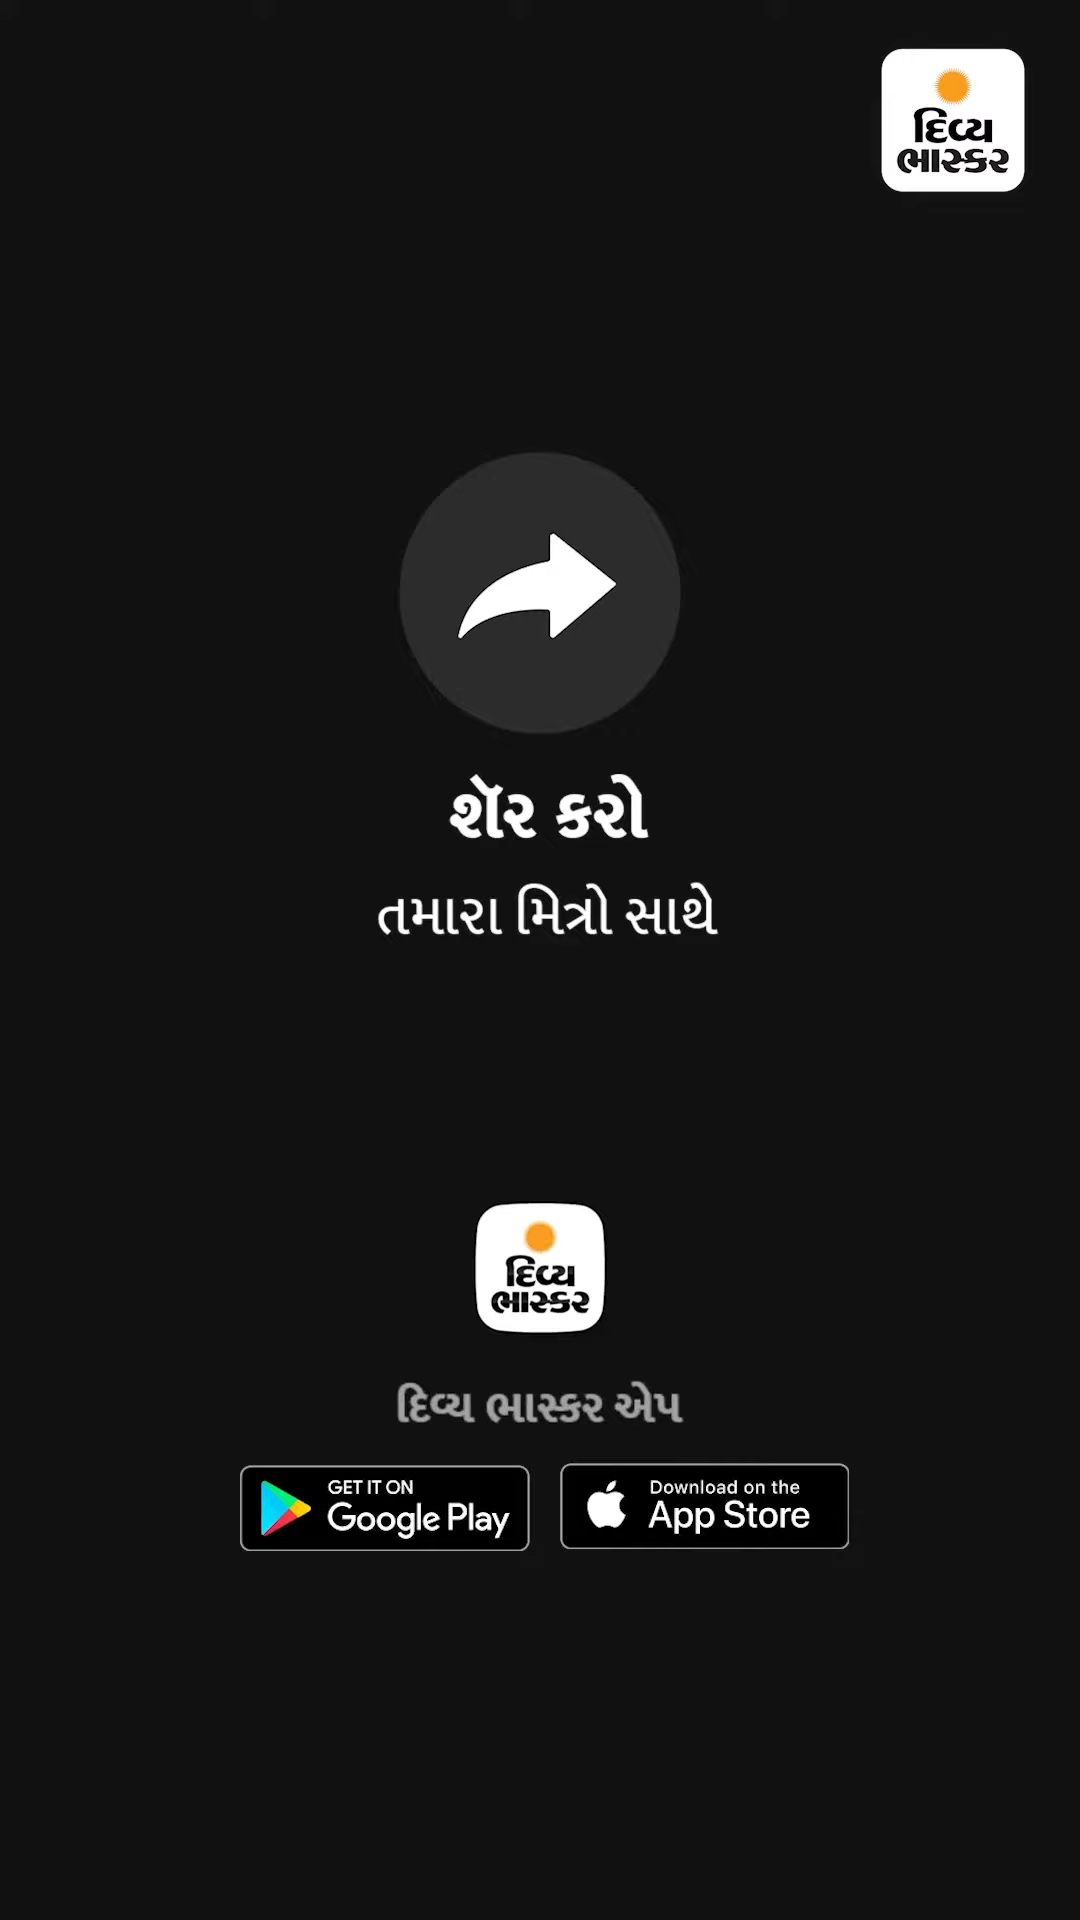 દિવ્ય
ભાસ્કર
શૅર કરો
તમારા મિત્રો સાથે
દિવ્ય
ભાસ્કર
દિવ્ય ભાસ્કર એપ
GET IT ON
Google Play
Download on the
App Store